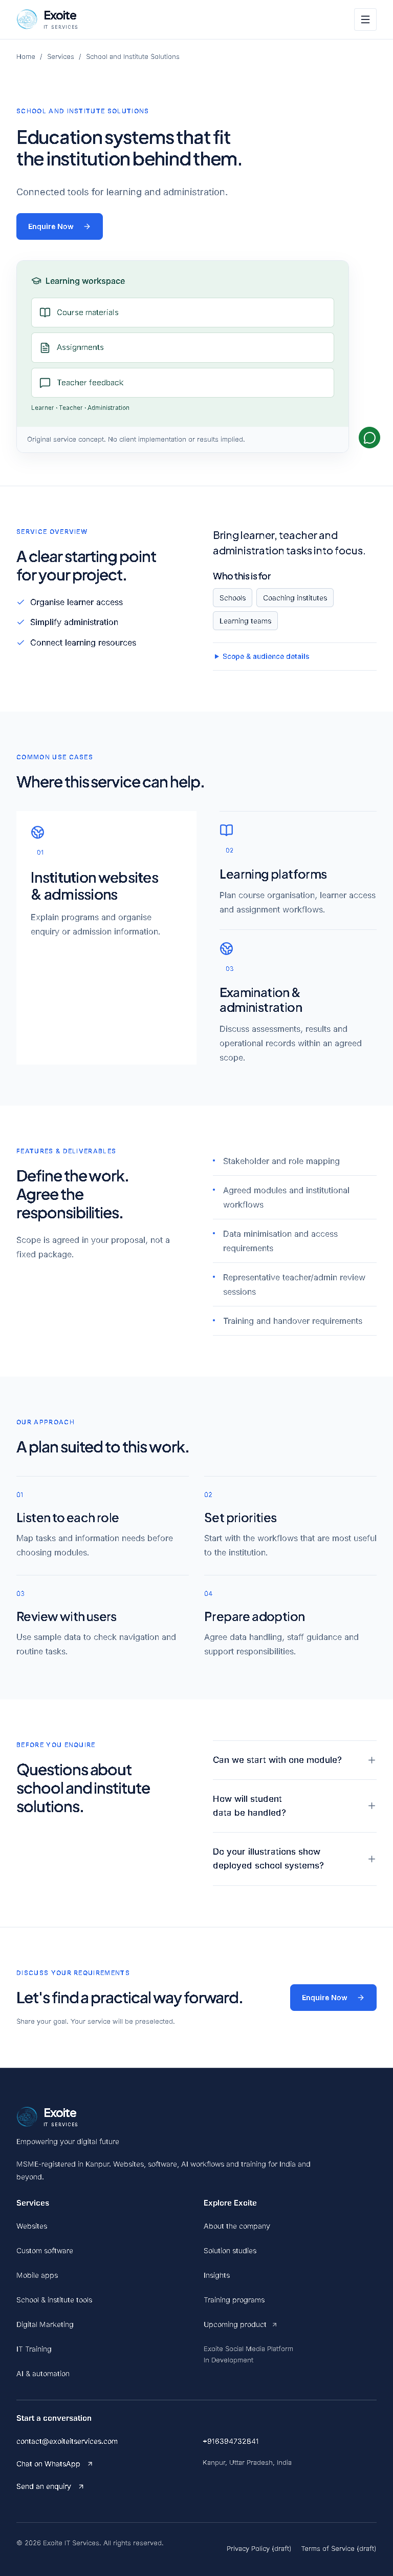 Exoite
IT SERVICES
Home / Services / School and Institute Solutions
SCHOOL AND INSTITUTE SOLUTIONS
Education systems that fit
the institution behind them.
Connected tools for learning and administration.
Enquire Now →
Learning workspace
Course materials
Assignments
Teacher feedback
Learner · Teacher · Administration
Original service concept. No client implementation or results implied.
SERVICE OVERVIEW
A clear starting point
for your project.
Organise learner access
Simplify administration
Connect learning resources
Bring learner, teacher and
administration tasks into focus.
Who this is for
Schools
Coaching institutes
Learning teams
▶ Scope & audience details
COMMON USE CASES
Where this service can help.
01
Institution websites
& admissions
Explain programs and organise
enquiry or admission information.
02
Learning platforms
Plan course organisation, learner access
and assignment workflows.
03
Examination &
administration
Discuss assessments, results and
operational records within an agreed
scope.
FEATURES & DELIVERABLES
Define the work.
Agree the
responsibilities.
Scope is agreed in your proposal, not a
fixed package.
• Stakeholder and role mapping
• Agreed modules and institutional
workflows
• Data minimisation and access
requirements
• Representative teacher/admin review
sessions
• Training and handover requirements
OUR APPROACH
A plan suited to this work.
01
Listen to each role
Map tasks and information needs before
choosing modules.
02
Set priorities
Start with the workflows that are most useful
to the institution.
03
Review with users
Use sample data to check navigation and
routine tasks.
04
Prepare adoption
Agree data handling, staff guidance and
support responsibilities.
BEFORE YOU ENQUIRE
Questions about
school and institute
solutions.
Can we start with one module? +
How will student
data be handled? +
Do your illustrations show
deployed school systems? +
DISCUSS YOUR REQUIREMENTS
Let's find a practical way forward.
Share your goal. Your service will be preselected.
Enquire Now →
Exoite
IT SERVICES
Empowering your digital future
MSME-registered in Kanpur. Websites, software, AI workflows and training for India and
beyond.
Services
Websites
Custom software
Mobile apps
School & institute tools
Digital Marketing
IT Training
AI & automation
Explore Exoite
About the company
Solution studies
Insights
Training programs
Upcoming product ↗
Exoite Social Media Platform
In Development
Start a conversation
contact@exoiteitservices.com
Chat on WhatsApp ↗
Send an enquiry ↗
+916394732841
Kanpur, Uttar Pradesh, India
© 2026 Exoite IT Services. All rights reserved.
Privacy Policy (draft) Terms of Service (draft)